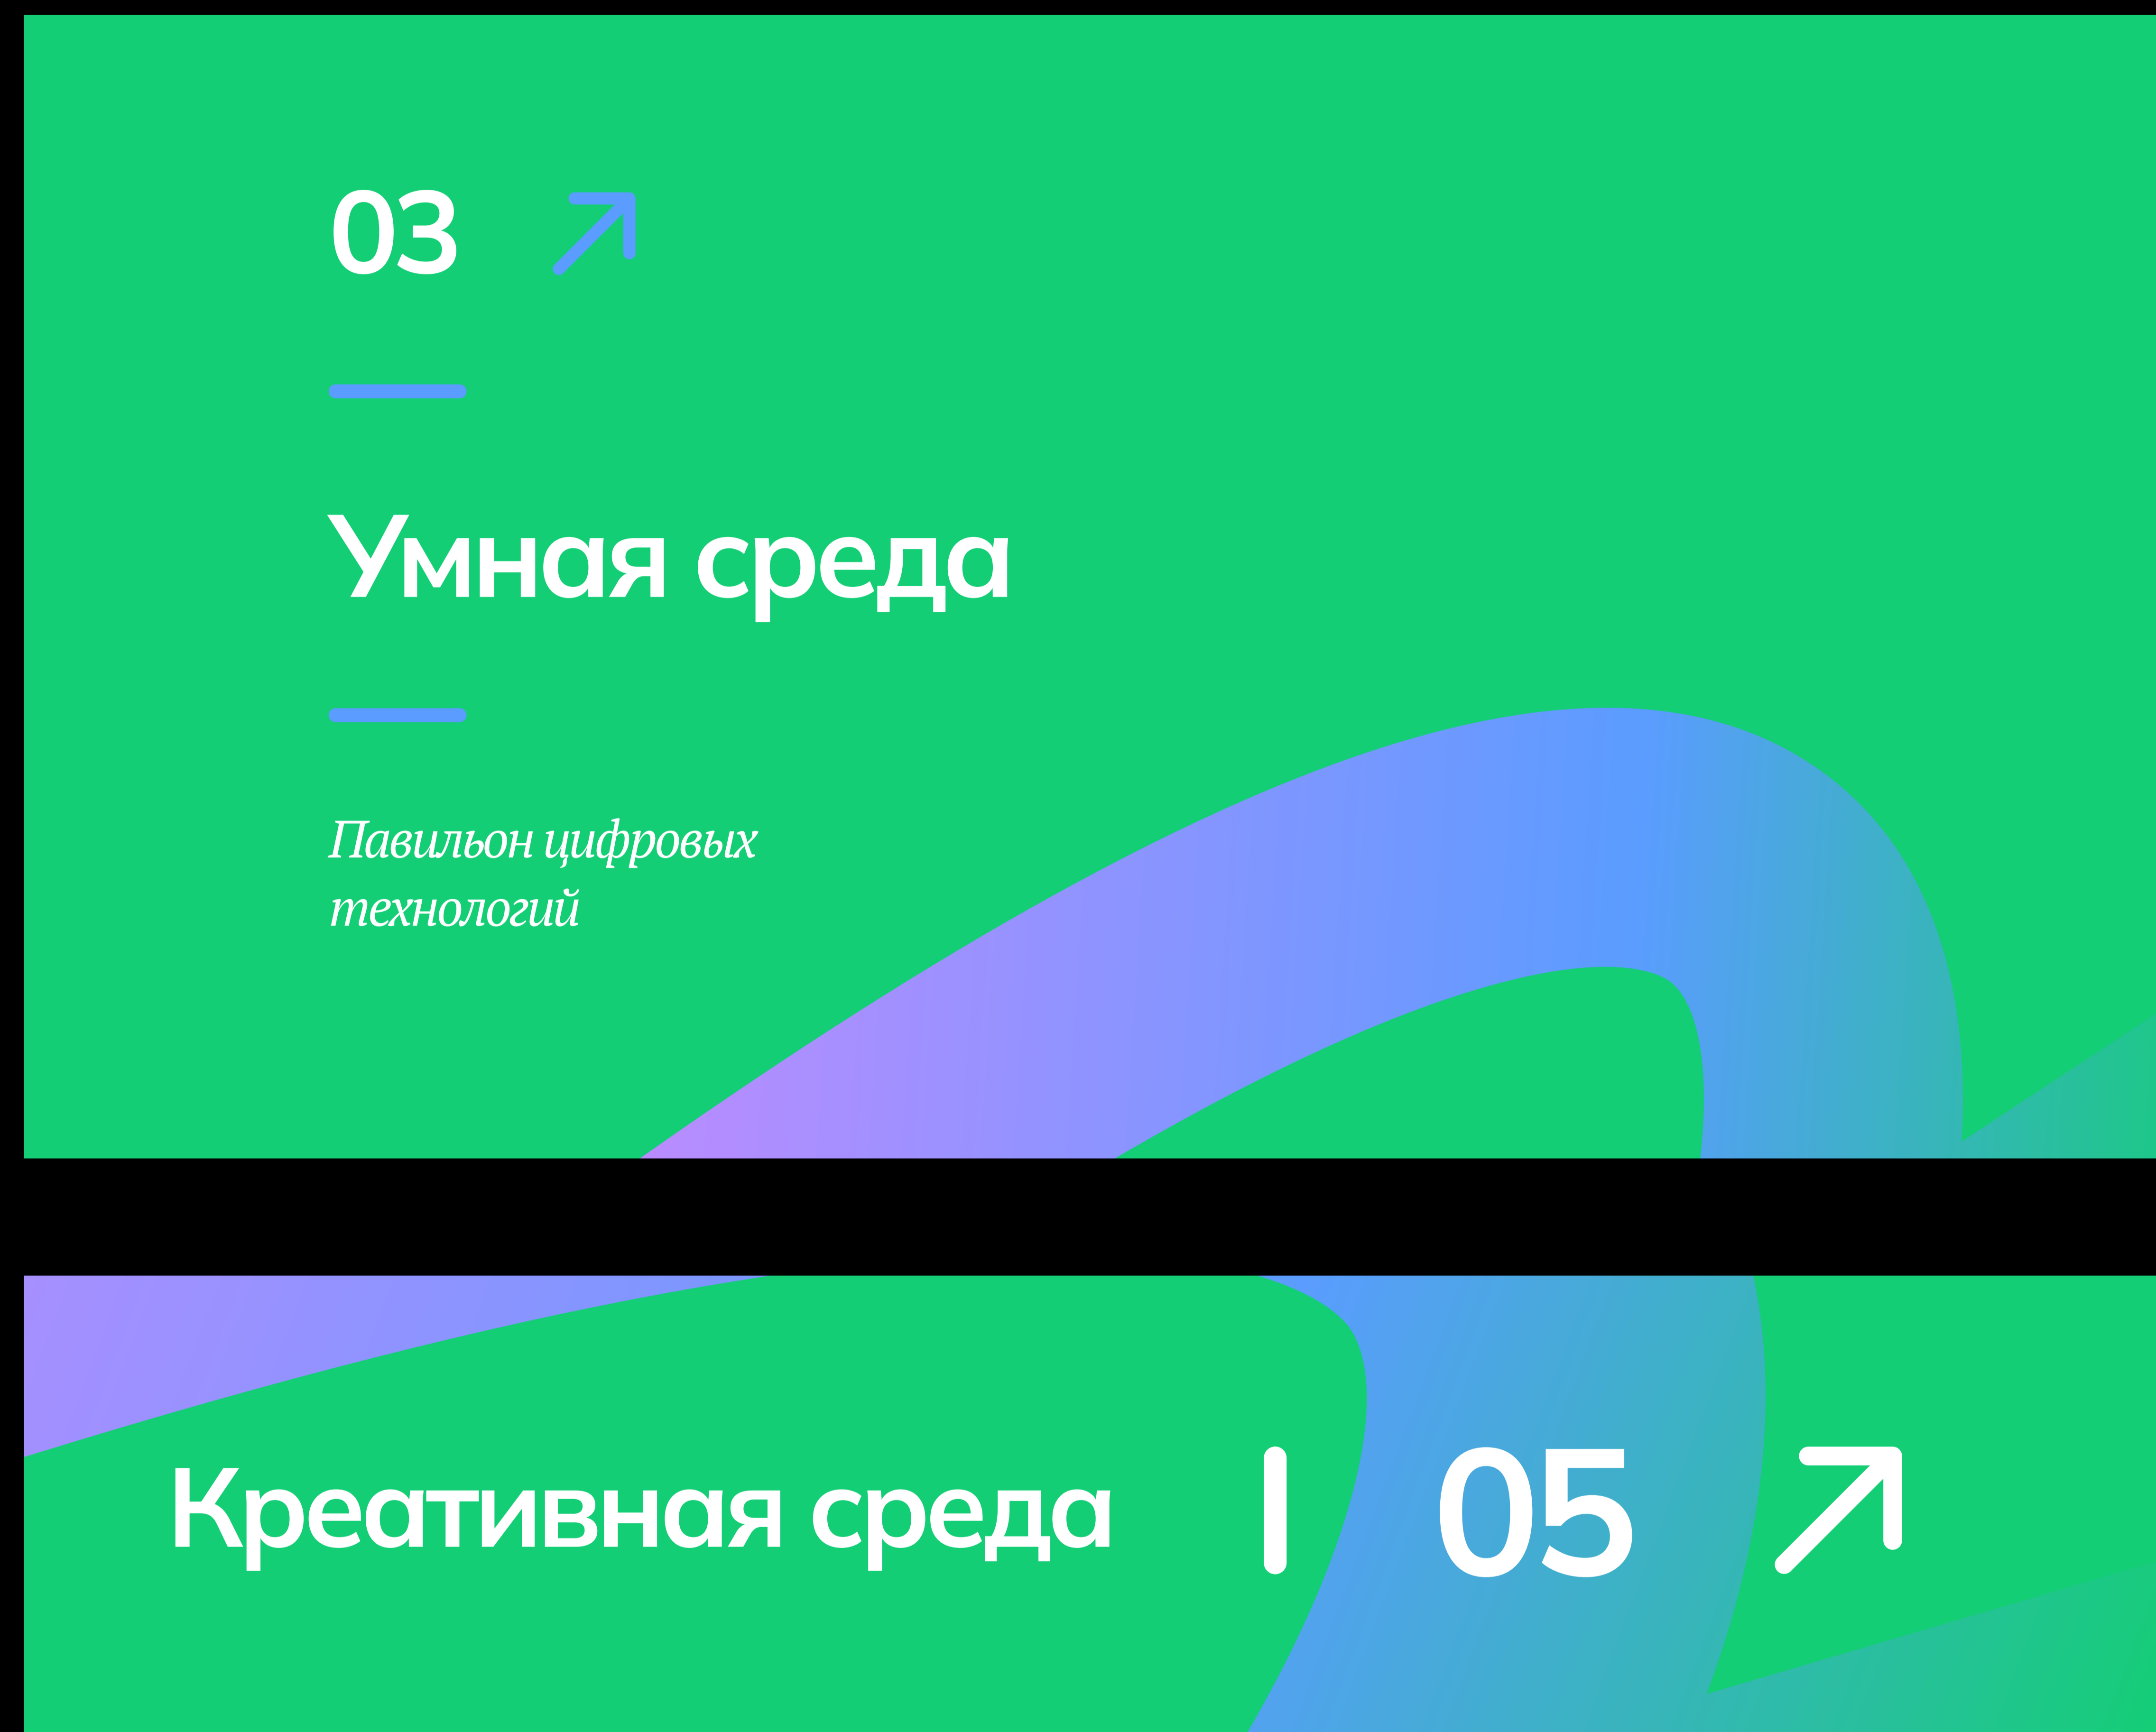 03
Умная среда
Павильон цифровых
технологий
Креативная среда 05